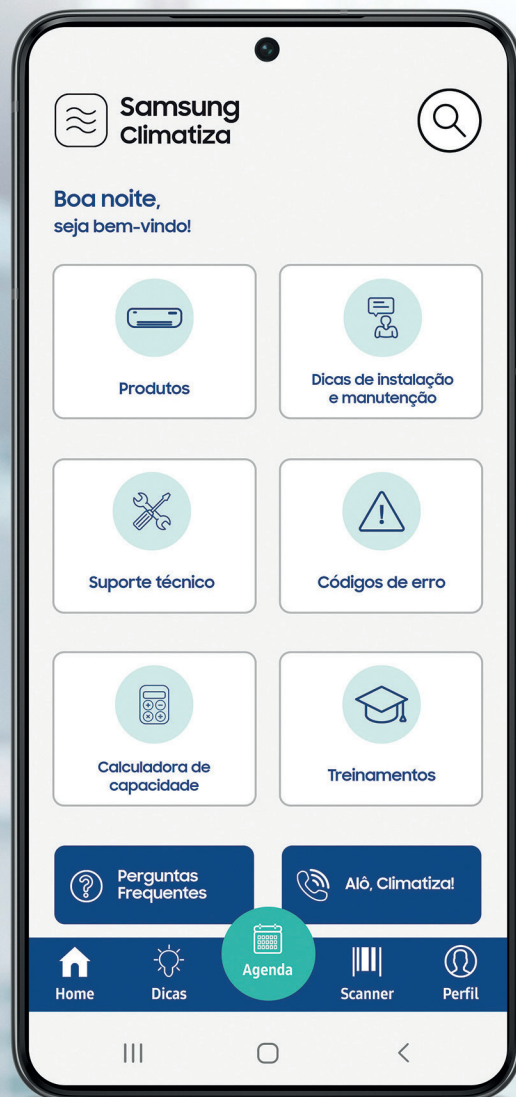 Samsung
Climatiza
Boa noite,
seja bem-vindo!
Produtos
Dicas de instalação
e manutenção
Suporte técnico
Códigos de erro
Calculadora de
capacidade
Treinamentos
Perguntas
Frequentes
Alô, Climatiza!
Home
Dicas
Agenda
Scanner
Perfil